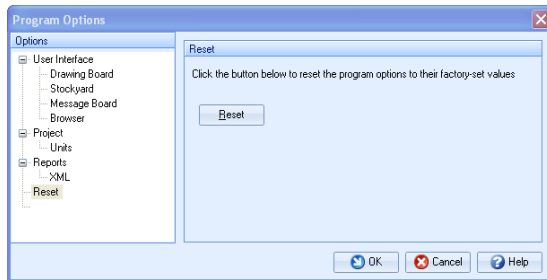 Program Options
Options
User Interface
Drawing Board
Stockyard
Message Board
Browser
Project
Units
Reports
XML
Reset
Reset
Click the button below to reset the program options to their factory-set values
Reset
OK
Cancel
Help